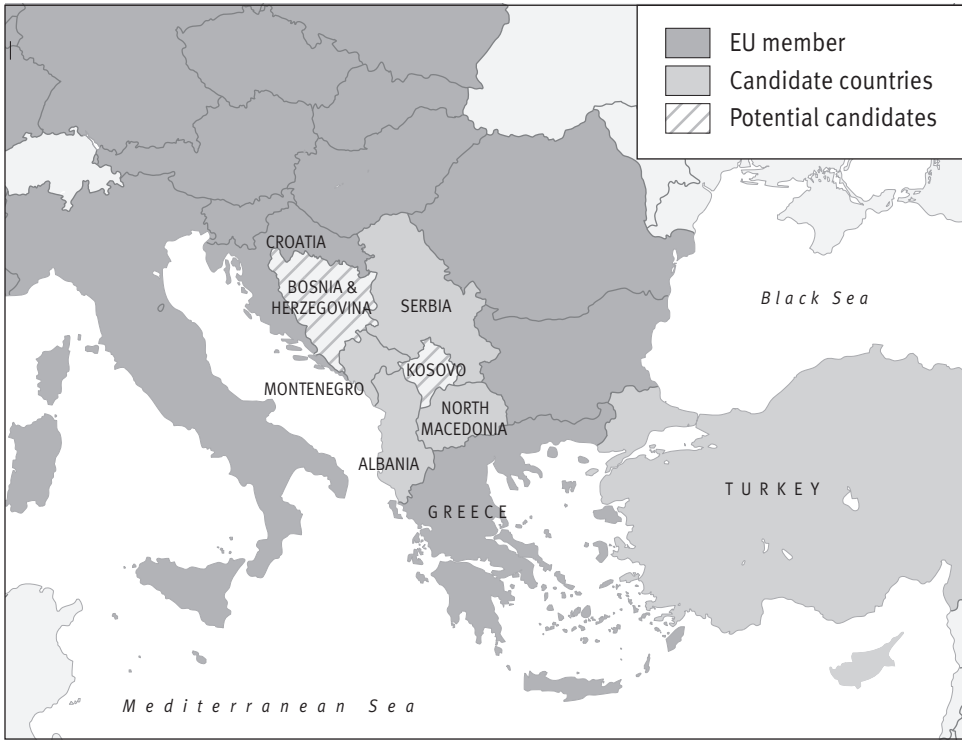 EU member
Candidate countries
Potential candidates
CROATIA
BOSNIA &
HERZEGOVINA
SERBIA
Black Sea
KOSOVO
MONTENEGRO
NORTH
MACEDONIA
ALBANIA
TURKEY
GREECE
Mediterranean Sea